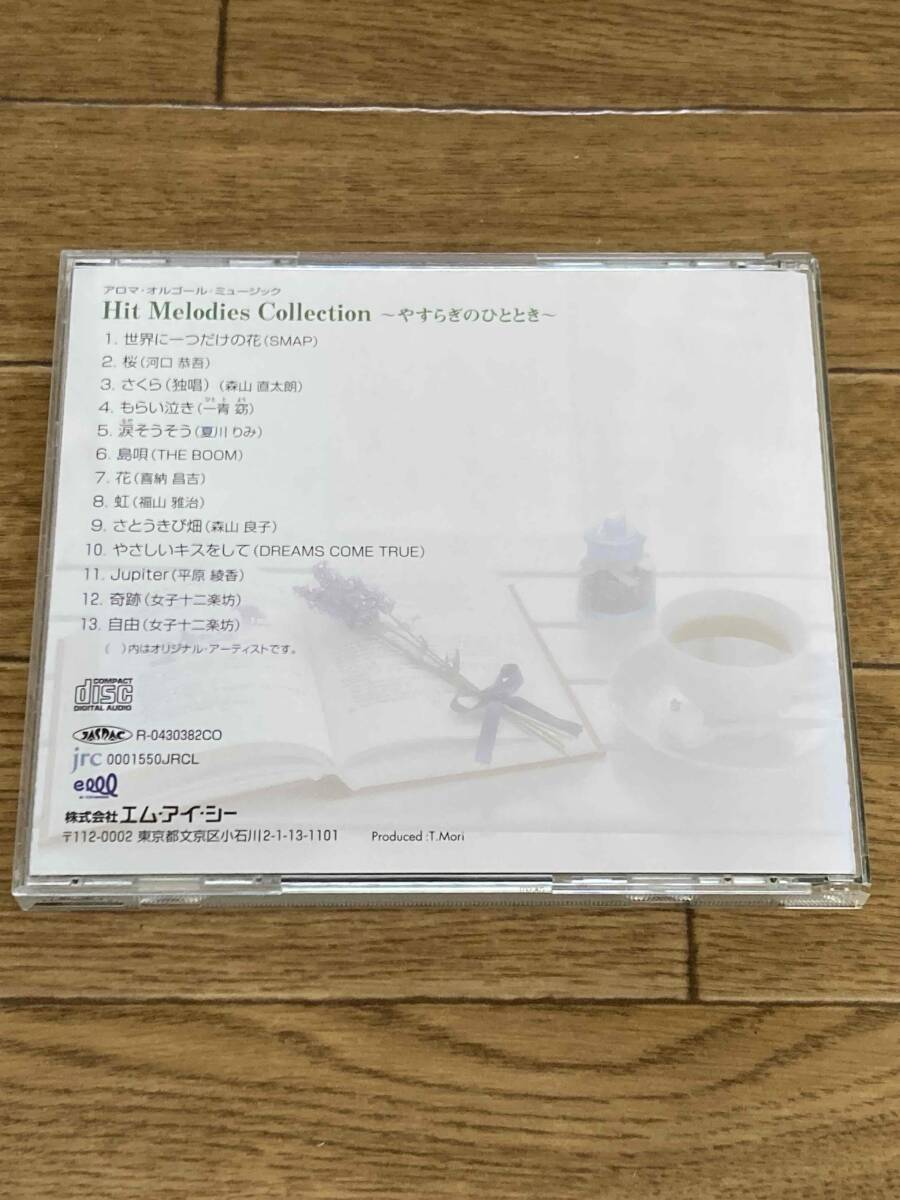 アロマ・オルゴール・ミュージック
Hit Melodies Collection ～やすらぎのひととき～
1. 世界に一つだけの花(SMAP)
2. 桜(河口 恭吾)
3. さくら(独唱) (森山 直太朗)
4. もらい泣き(一青 窈)
5. 涙そうそう(夏川 りみ)
6. 島唄(THE BOOM)
7. 花(喜納 昌吉)
8. 虹(福山 雅治)
9. さとうきび畑(森山 良子)
10. やさしいキスをして(DREAMS COME TRUE)
11. Jupiter(平原 綾香)
12. 奇跡(女子十二楽坊)
13. 自由(女子十二楽坊)
( )内はオリジナル・アーティストです。
COMPACT
disc
DIGITAL AUDIO
JASRAC R-0430382CO
jrc 0001550JRCL
株式会社 エム・アイ・シー
〒112-0002 東京都文京区小石川2-1-13-1101 Produced :T.Mori